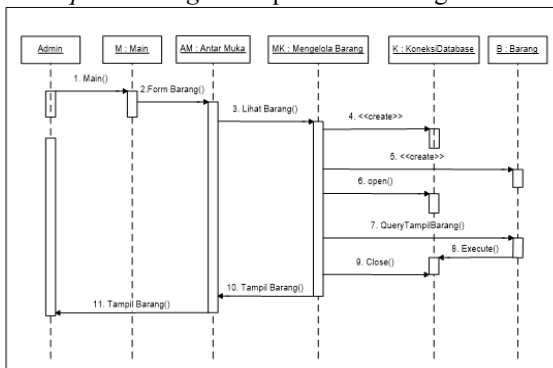 Admin
M : Main
AM : Antar Muka
MK : Mengelola Barang
K : KoneksiDatabase
B : Barang
1. Main()
2.Form Barang()
3. Lihat Barang()
4. <<create>>
5. <<create>>
6. open()
7. QueryTampilBarang()
8. Execute()
9. Close()
10. Tampil Barang()
11. Tampil Barang()